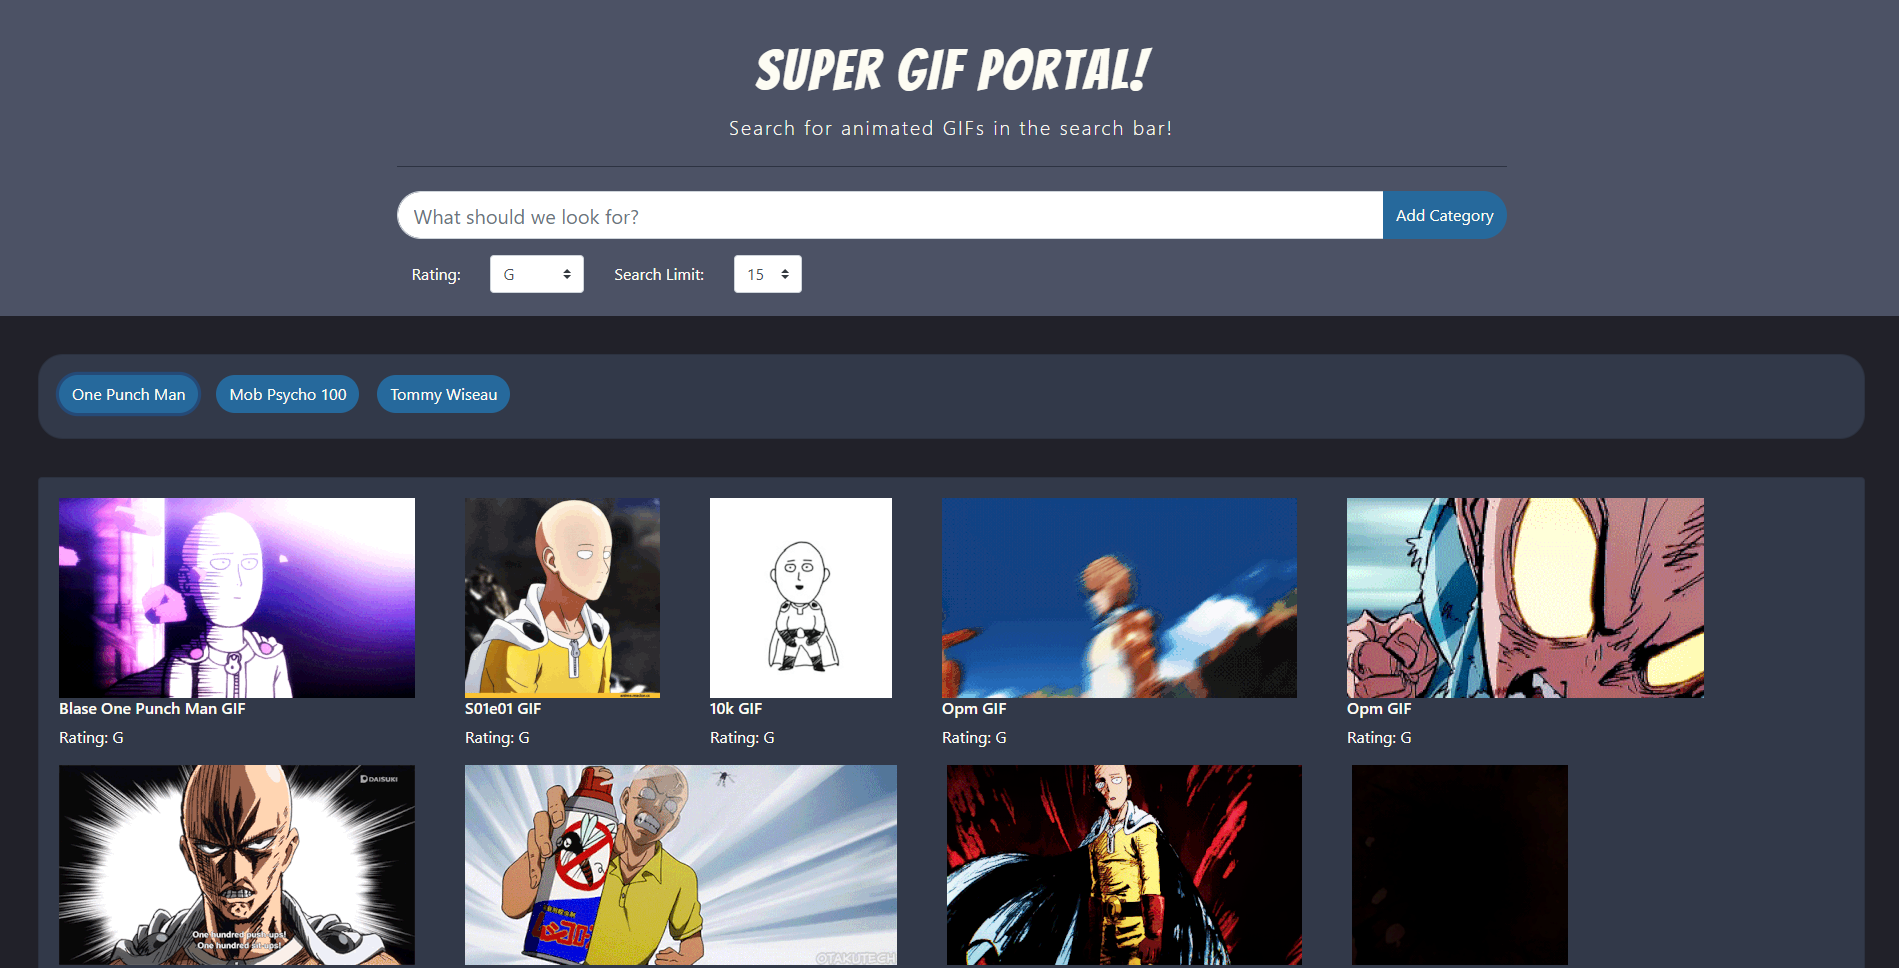 SUPER GIF PORTAL!
Search for animated GIFs in the search bar!
What should we look for?
Add Category
Rating:
G
Search Limit:
15
One Punch Man
Mob Psycho 100
Tommy Wiseau
Blase One Punch Man GIF
Rating: G
S01e01 GIF
Rating: G
10k GIF
Rating: G
Opm GIF
Rating: G
Opm GIF
Rating: G
DAISUKI
One hundred push-ups!
One hundred sit-ups!
OTAKUTECH